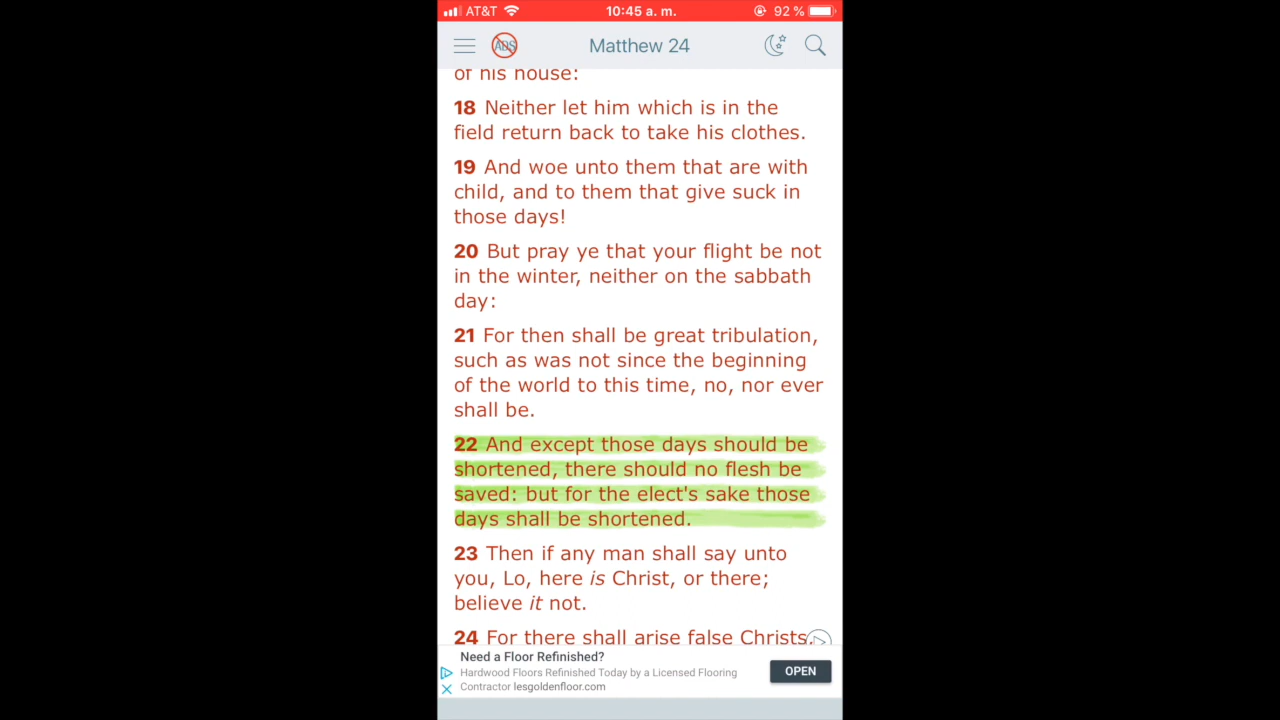 AT&T 10:45 a. m. 92 %
ADS Matthew 24
of his house:
18 Neither let him which is in the
field return back to take his clothes.
19 And woe unto them that are with
child, and to them that give suck in
those days!
20 But pray ye that your flight be not
in the winter, neither on the sabbath
day:
21 For then shall be great tribulation,
such as was not since the beginning
of the world to this time, no, nor ever
shall be.
22 And except those days should be
shortened, there should no flesh be
saved: but for the elect's sake those
days shall be shortened.
23 Then if any man shall say unto
you, Lo, here is Christ, or there;
believe it not.
24 For there shall arise false Christs,
Need a Floor Refinished?
Hardwood Floors Refinished Today by a Licensed Flooring
Contractor lesgoldenfloor.com
OPEN